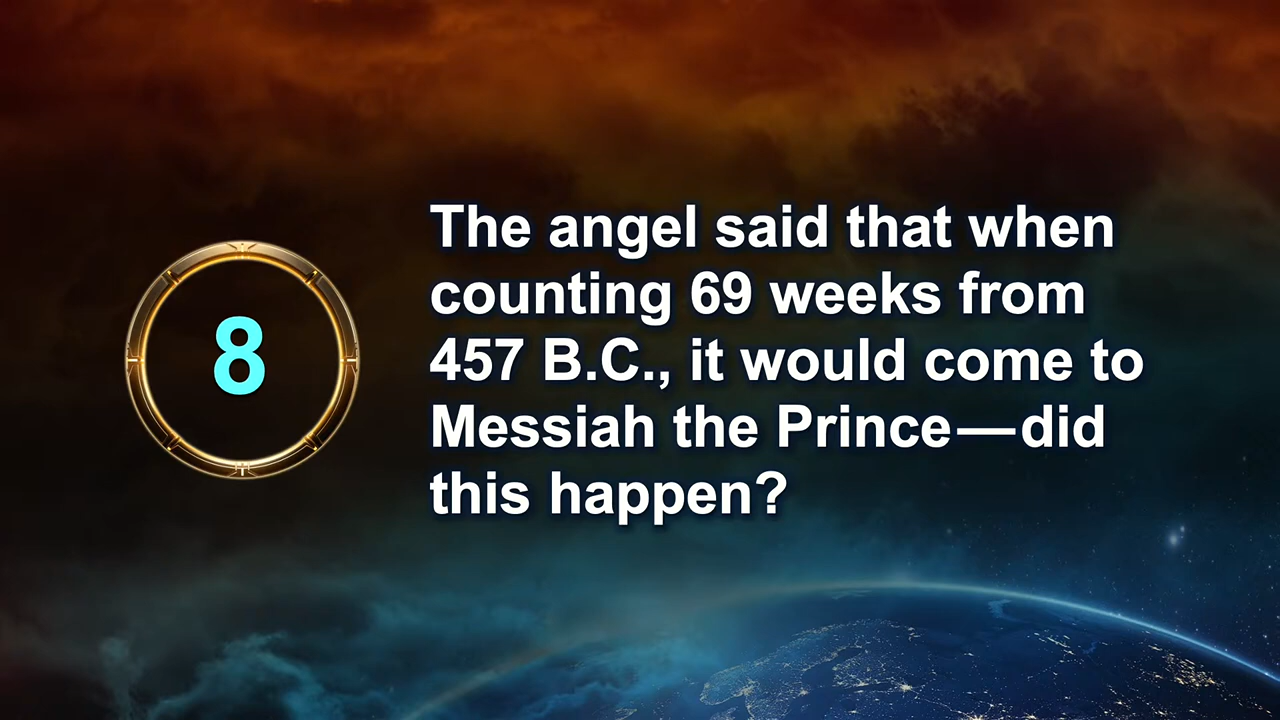 8
The angel said that when
counting 69 weeks from
457 B.C., it would come to
Messiah the Prince—did
this happen?